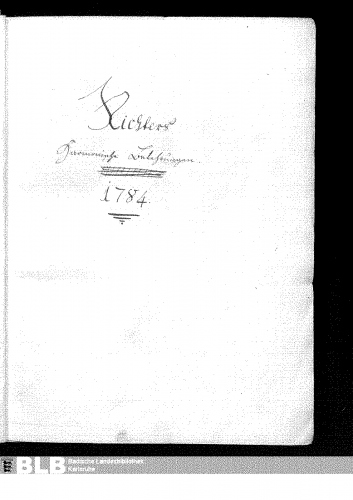 Richters
Harmonische Belehrungen.
1784.
BLB Badische Landesbibliothek
Karlsruhe